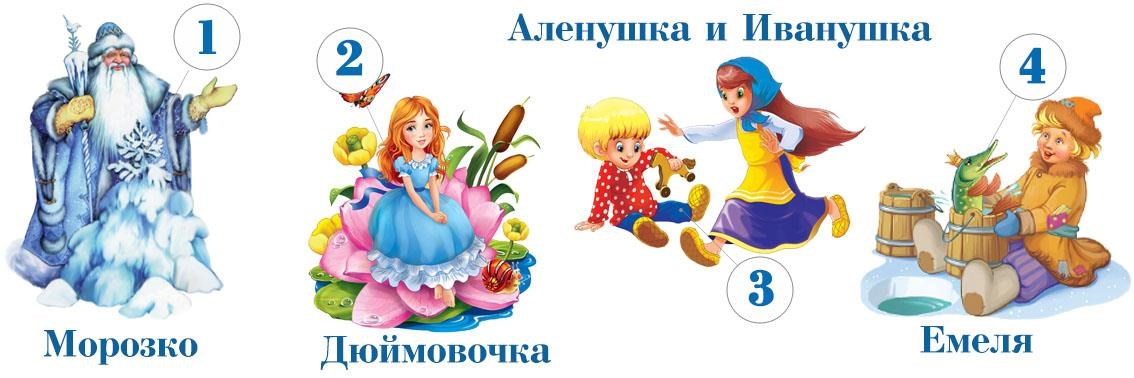 1
Морозко
2
Дюймовочка
Аленушка и Иванушка
3
4
Емеля